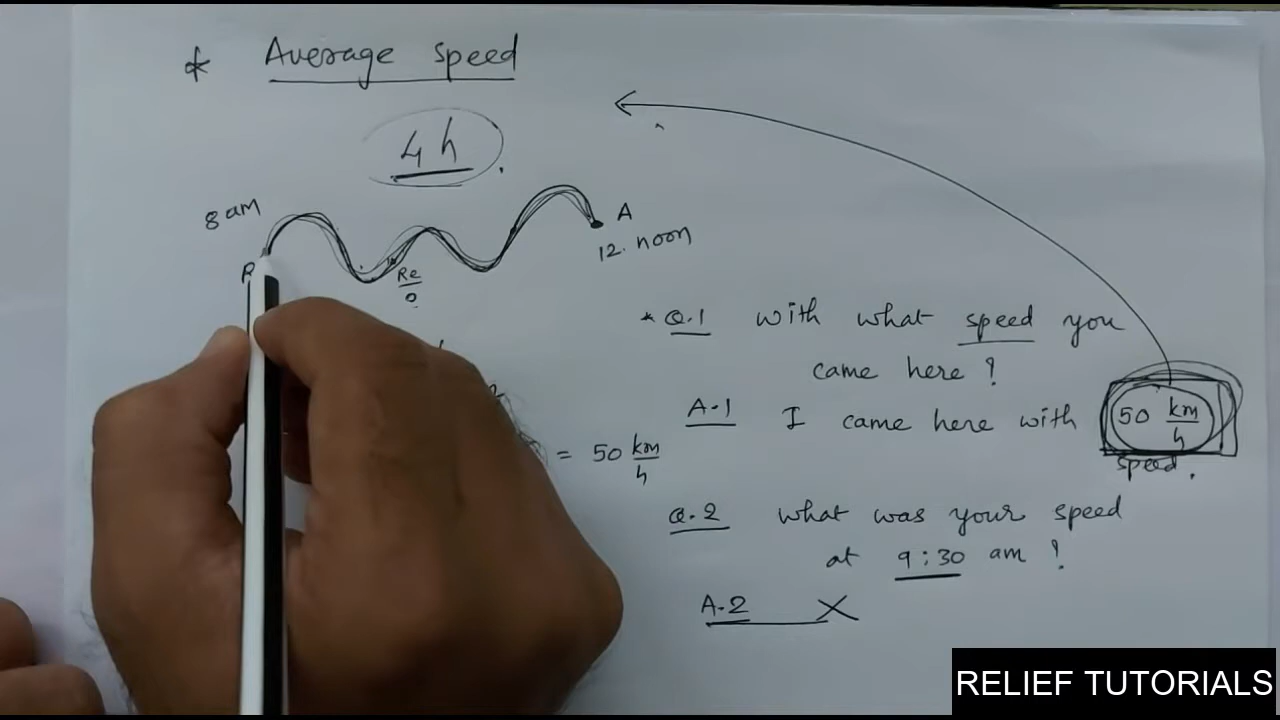 * Average speed
4 h
8 am
A
12. noon
Re
0
* Q.1 with what speed you
came here ?
A.1 I came here with 50 km/h
speed.
= 50 km/h
Q.2 what was your speed
at 9:30 am ?
A.2 X
RELIEF TUTORIALS